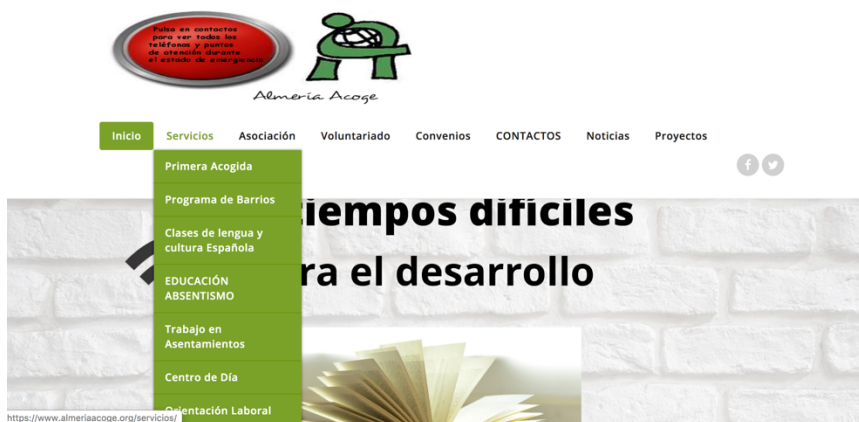 Pulsa en contactos
para ver todos los
teléfonos y puntos
de atención durante
el estado de emergencia
Almería Acoge
Inicio Servicios Asociación Voluntariado Convenios CONTACTOS Noticias Proyectos
Primera Acogida
Programa de Barrios
Clases de lengua y
cultura Española
EDUCACIÓN
ABSENTISMO
Trabajo en
Asentamientos
Centro de Día
Orientación Laboral
tiempos difíciles
ra el desarrollo
https://www.almeriaacoge.org/servicios/